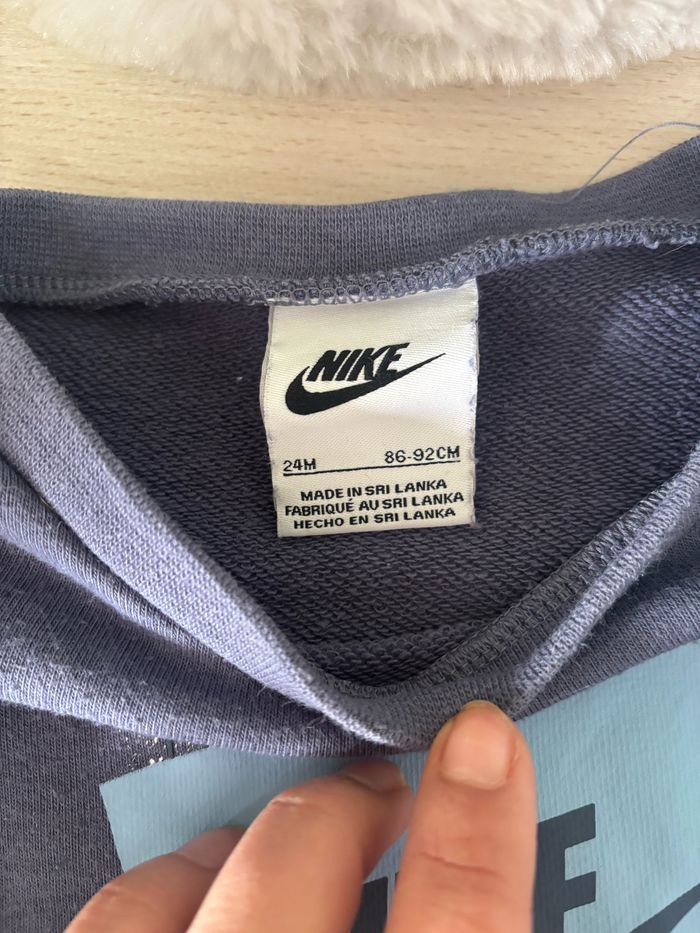 NIKE
24M 86-92CM
MADE IN SRI LANKA
FABRIQUÉ AU SRI LANKA
HECHO EN SRI LANKA